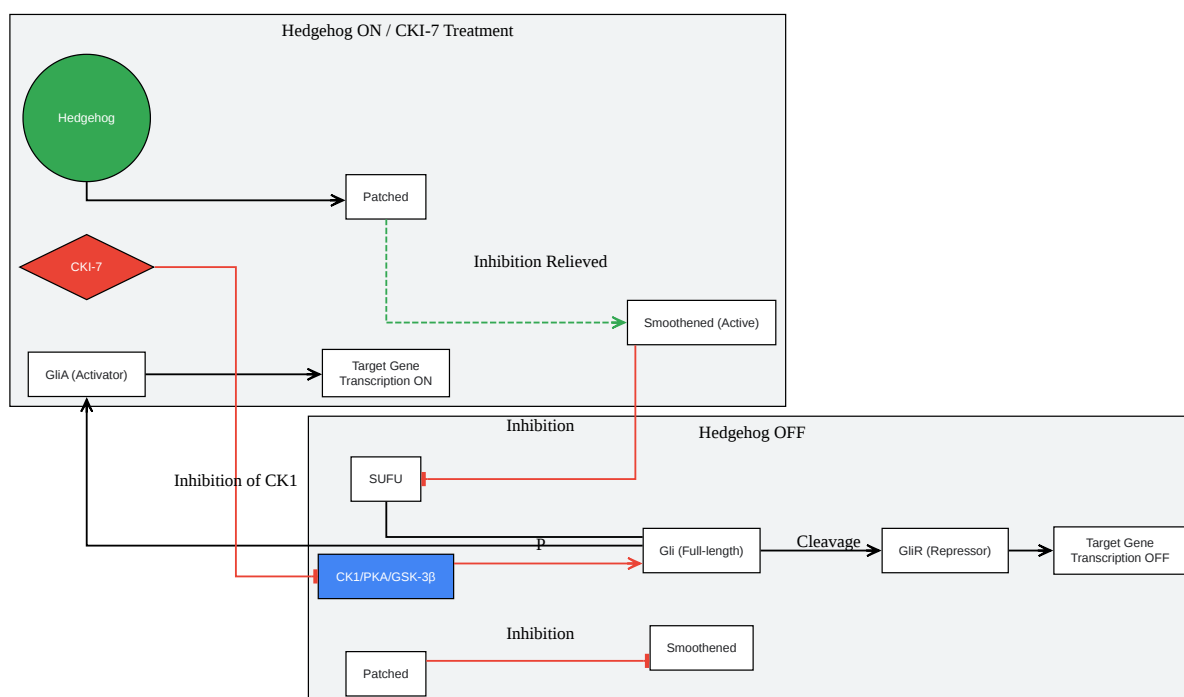 Hedgehog ON / CKI-7 Treatment
Hedgehog
Patched
CKI-7
Inhibition Relieved
Smoothened (Active)
GliA (Activator)
Target Gene
Transcription ON
Inhibition
Hedgehog OFF
Inhibition of CK1
SUFU
P
Gli (Full-length)
Cleavage
GliR (Repressor)
Target Gene
Transcription OFF
CK1/PKA/GSK-3β
Inhibition
Smoothened
Patched